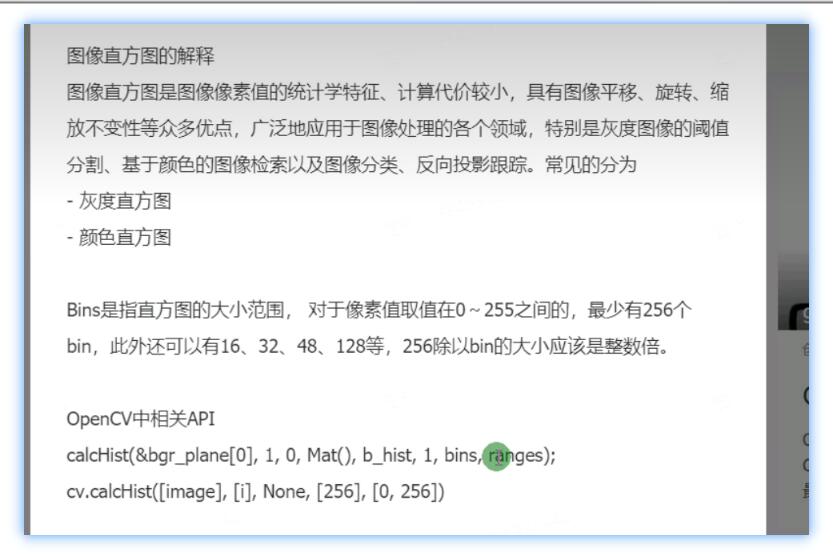 图像直方图的解释
图像直方图是图像像素值的统计学特征、计算代价较小，具有图像平移、旋转、缩
放不变性等众多优点，广泛地应用于图像处理的各个领域，特别是灰度图像的阈值
分割、基于颜色的图像检索以及图像分类、反向投影跟踪。常见的分为
- 灰度直方图
- 颜色直方图
Bins是指直方图的大小范围， 对于像素值取值在0～255之间的，最少有256个
bin，此外还可以有16、32、48、128等，256除以bin的大小应该是整数倍。
OpenCV中相关API
calcHist(&bgr_plane[0], 1, 0, Mat(), b_hist, 1, bins, ranges);
cv.calcHist([image], [i], None, [256], [0, 256])